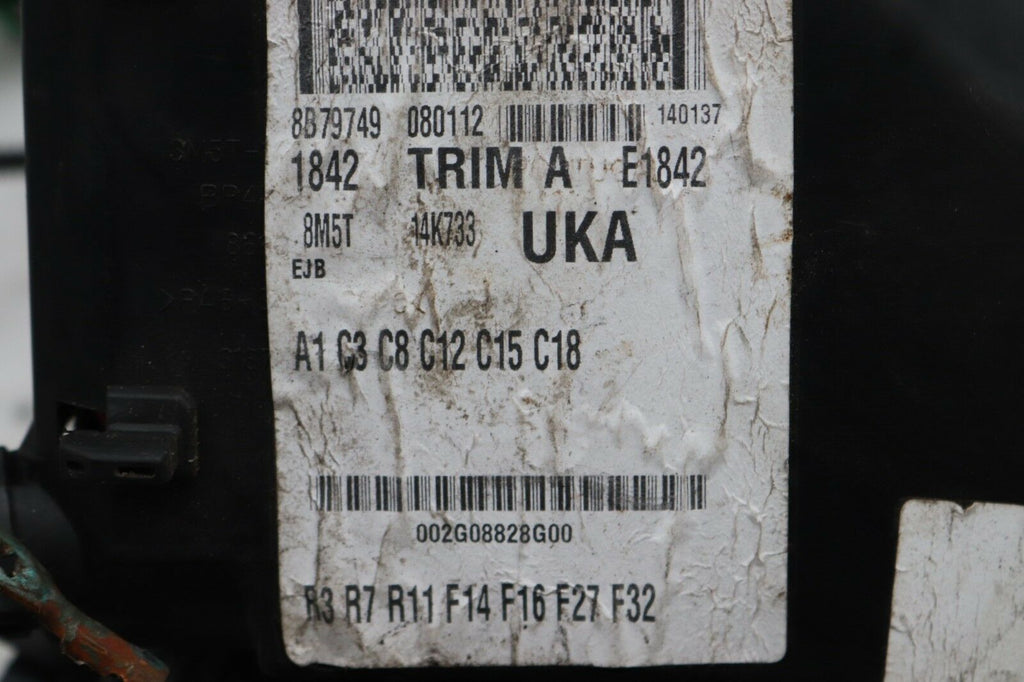 8B79749 080112 140137
1842 TRIM A E1842
8M5T 14K733 UKA
EJB
A1 C3 C8 C12 C15 C18
002G08828G00
R3 R7 R11 F14 F16 F27 F32